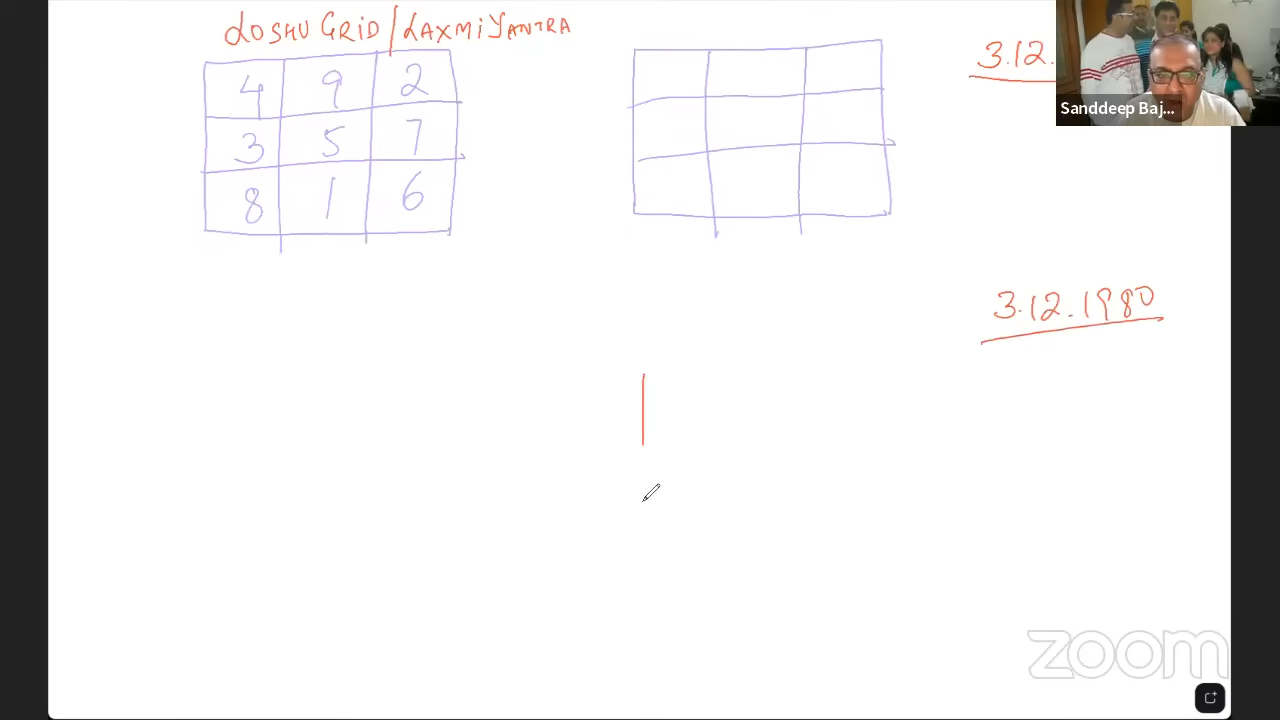 LOSHU GRID/LAXMI YANTRA
4 9 2
3 5 7
8 1 6
3.12.
Sanddeep Baj...
3.12.1980
zoom